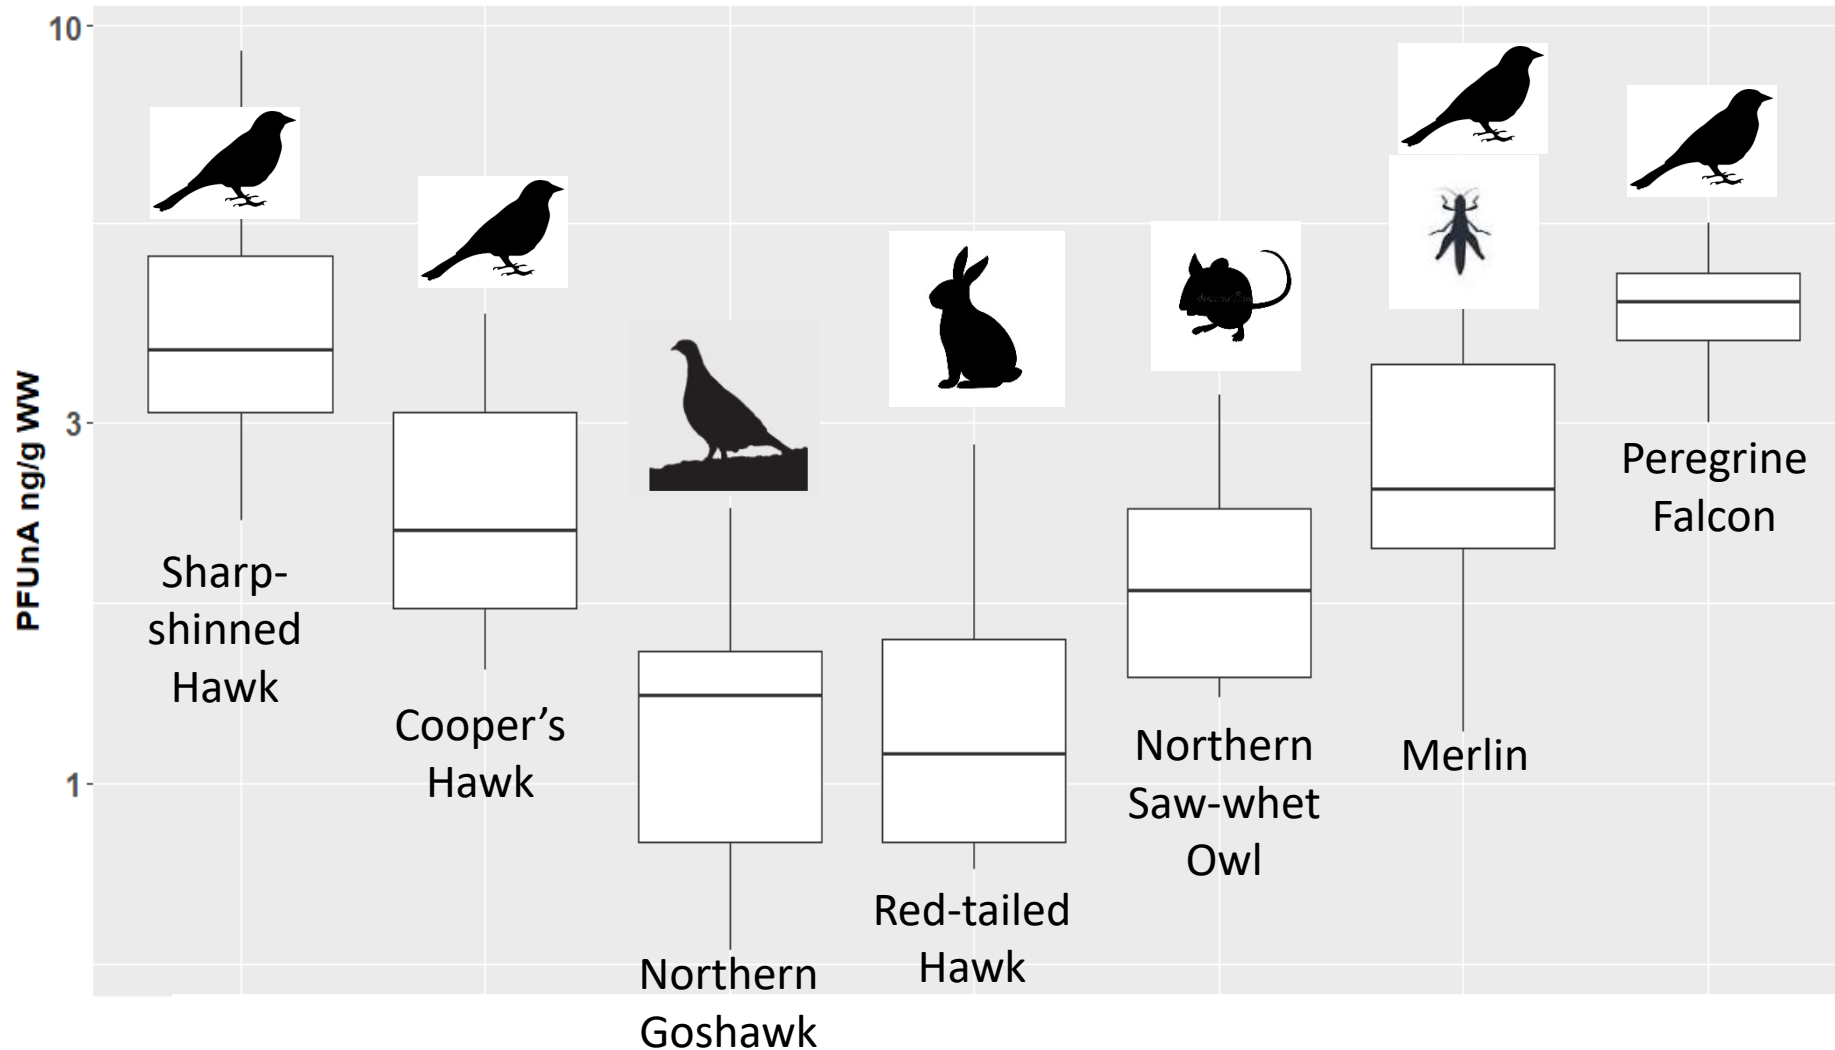 10
3
1
PFUnA ng/g WW
Sharp-
shinned
Hawk
Cooper’s
Hawk
Northern
Goshawk
Red-tailed
Hawk
Northern
Saw-whet
Owl
Merlin
Peregrine
Falcon